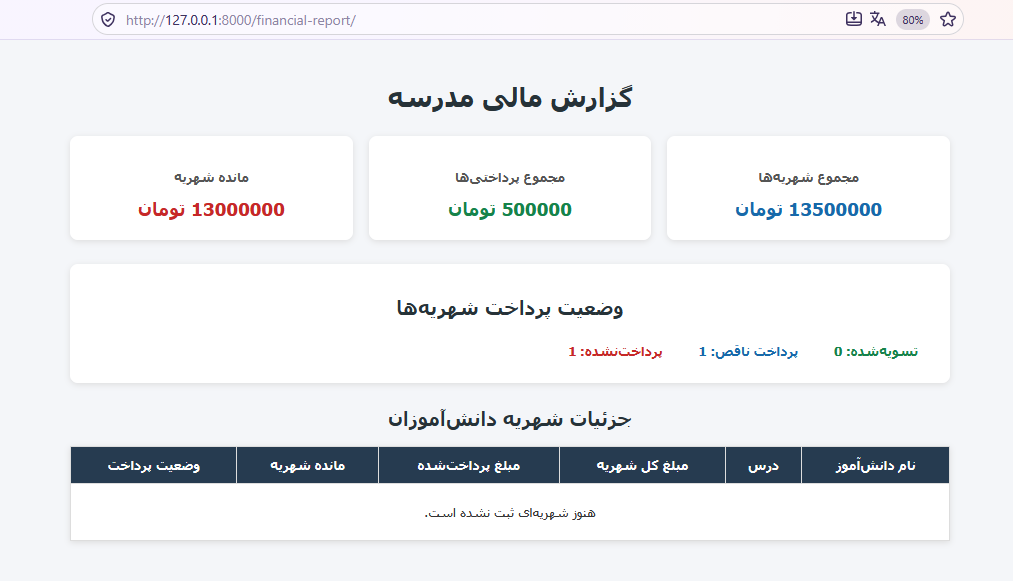 http://127.0.0.1:8000/financial-report/
80%
گزارش مالی مدرسه
مجموع شهریه‌ها
13500000 تومان
مجموع پرداختی‌ها
500000 تومان
مانده شهریه
13000000 تومان
وضعیت پرداخت شهریه‌ها
تسویه‌شده: 0 پرداخت ناقص: 1 پرداخت‌نشده: 1
جزئیات شهریه دانش‌آموزان
نام دانش‌آموز درس مبلغ کل شهریه مبلغ پرداخت‌شده مانده شهریه وضعیت پرداخت
هنوز شهریه‌ای ثبت نشده است.